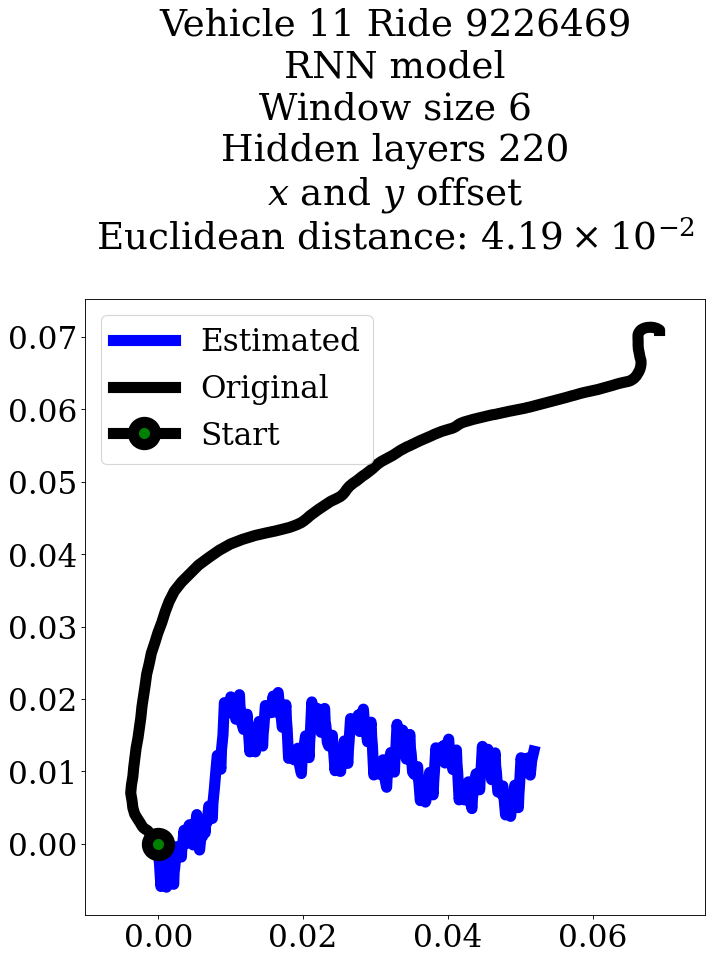 Vehicle 11 Ride 9226469
RNN model
Window size 6
Hidden layers 220
x and y offset
Euclidean distance: 4.19 × 10⁻²
Estimated
Original
Start
0.07
0.06
0.05
0.04
0.03
0.02
0.01
0.00
0.00 0.02 0.04 0.06